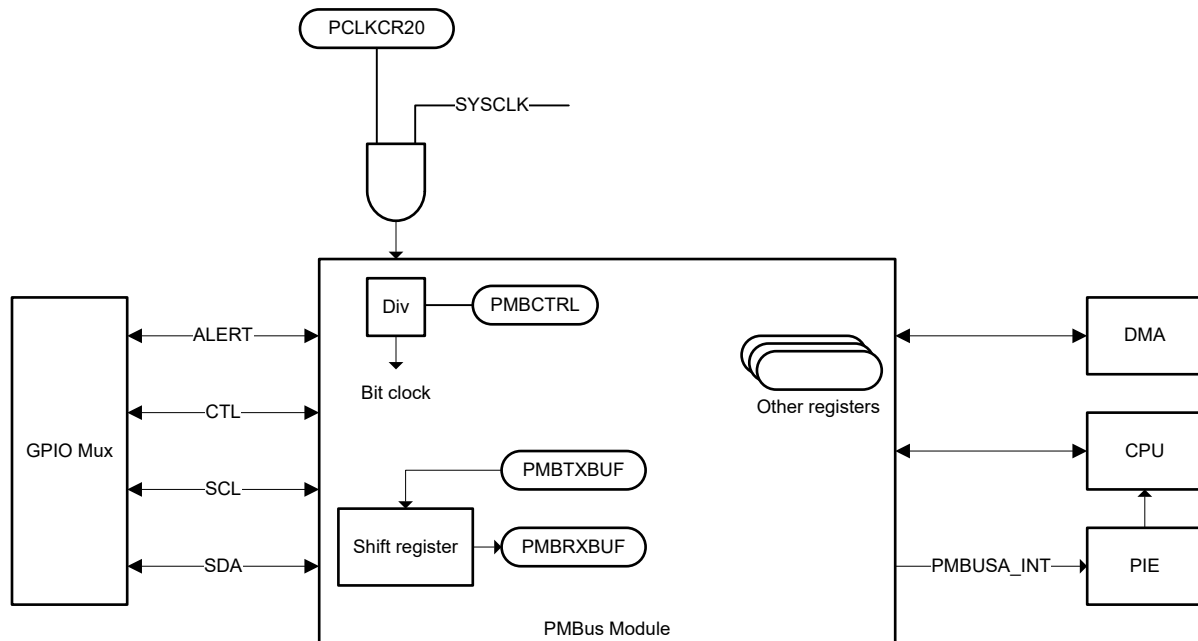 PCLKCR20
SYSCLK
Div
PMBCTRL
ALERT
DMA
Bit clock
Other registers
CTL
GPIO Mux
CPU
PMBTXBUF
SCL
Shift register
PMBRXBUF
SDA
PMBUSA_INT
PIE
PMBus Module